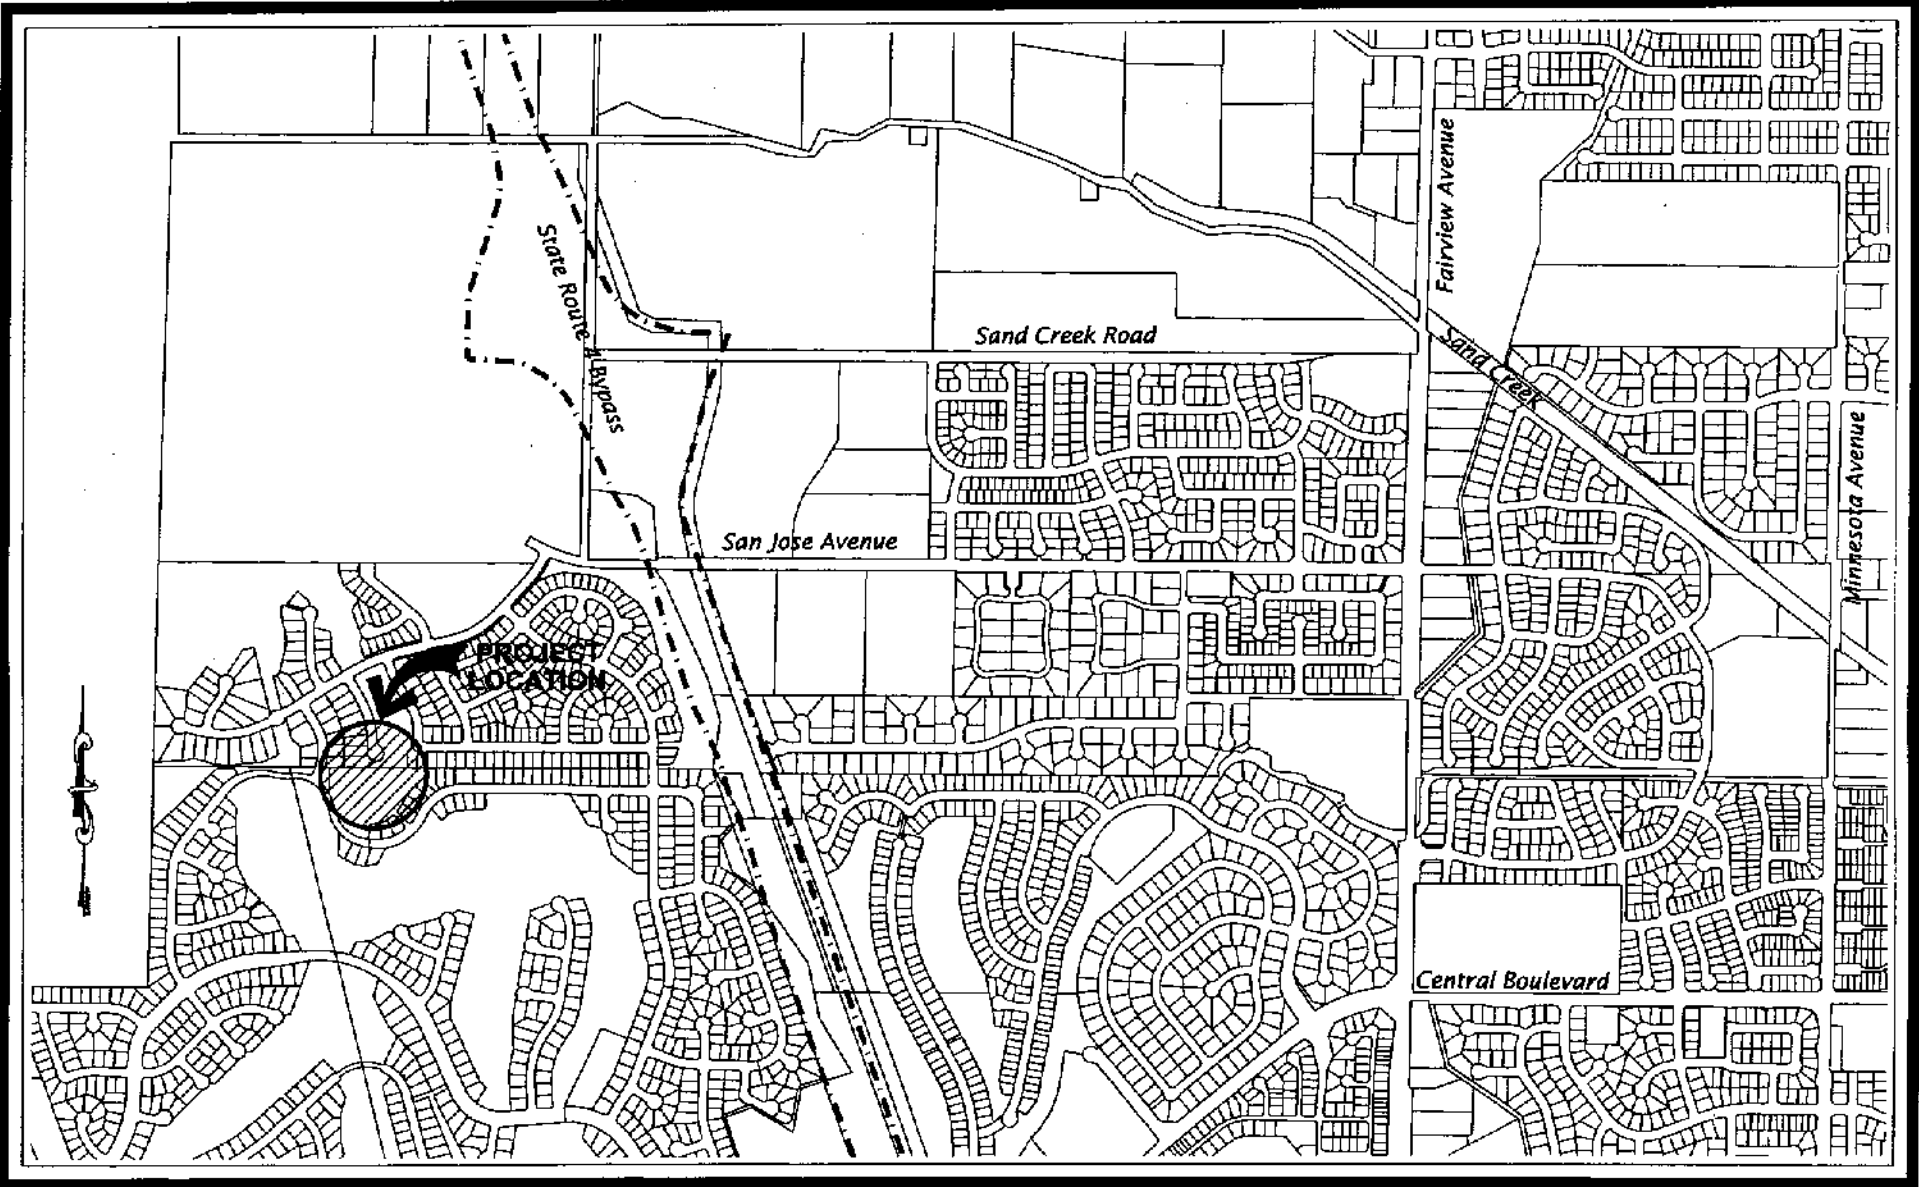 Fairview Avenue
State Route 4 Bypass
Sand Creek Road
Sand Creek
Minnesota Avenue
San Jose Avenue
PROJECT
LOCATION
Central Boulevard